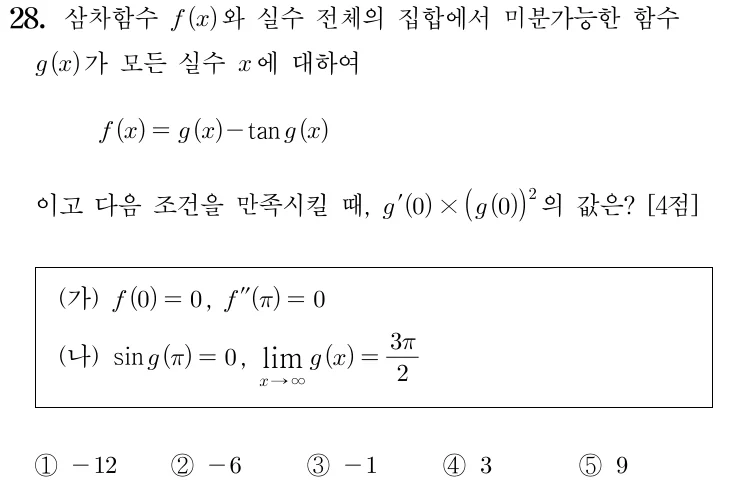 28. 삼차함수 f(x)와 실수 전체의 집합에서 미분가능한 함수
g(x)가 모든 실수 x에 대하여
f(x)=g(x)−tan g(x)
이고 다음 조건을 만족시킬 때, g′(0)×(g(0))²의 값은? [4점]
(가) f(0)=0, f″(π)=0
(나) sin g(π)=0, lim_{x→∞} g(x)=3π/2
① −12 ② −6 ③ −1 ④ 3 ⑤ 9